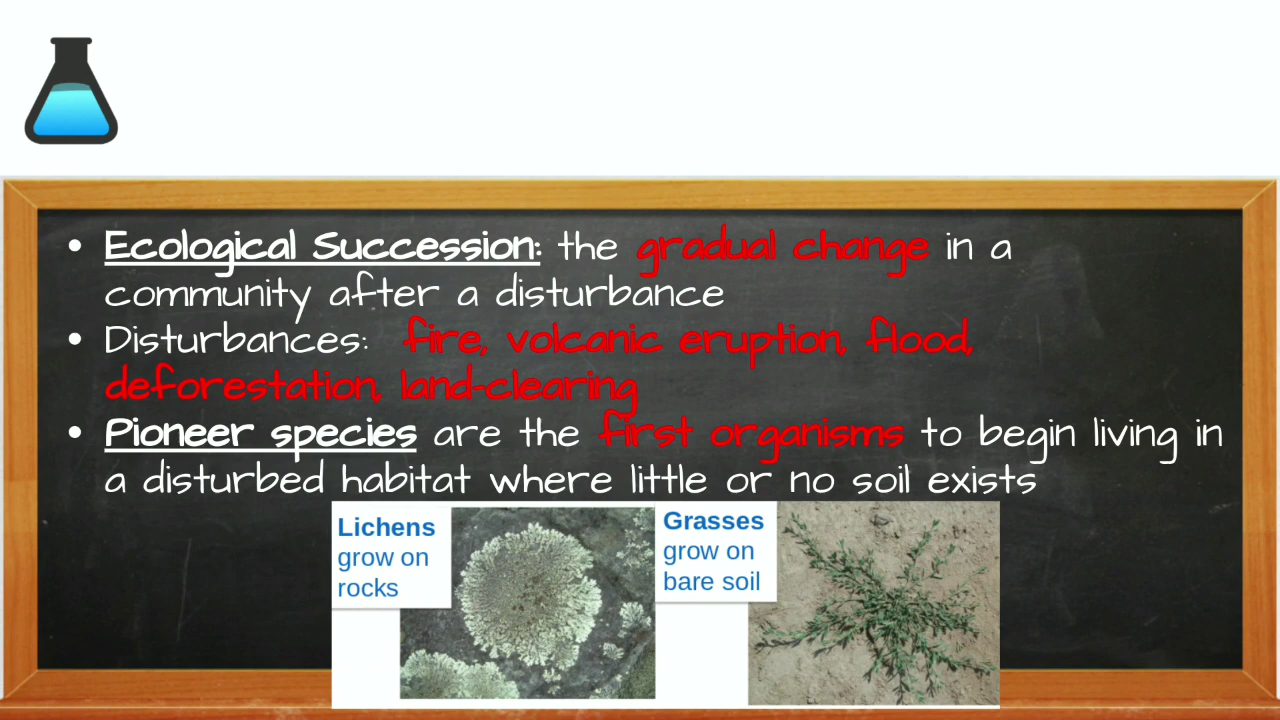 • Ecological Succession: the gradual change in a
community after a disturbance
• Disturbances: fire, volcanic eruption, flood,
deforestation, land-clearing
• Pioneer species are the first organisms to begin living in
a disturbed habitat where little or no soil exists
Lichens
grow on
rocks
Grasses
grow on
bare soil